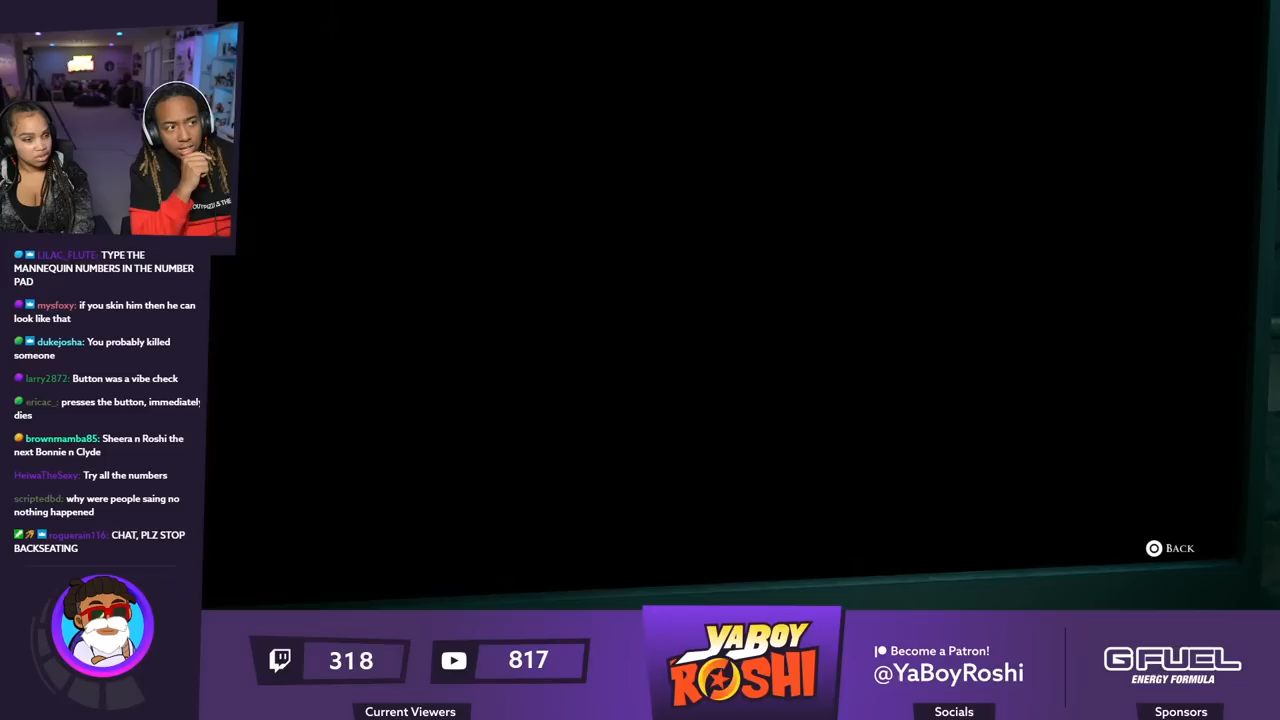 LILAC_FLUTE: TYPE THE
MANNEQUIN NUMBERS IN THE NUMBER
PAD
mysfoxy: if you skin him then he can
look like that
dukejosha: You probably killed
someone
larry2872: Button was a vibe check
ericac_: presses the button, immediately
dies
brownmamba85: Sheera n Roshi the
next Bonnie n Clyde
HeiwaTheSexy: Try all the numbers
scriptedbd: why were people saing no
nothing happened
roguerain116: CHAT, PLZ STOP
BACKSEATING
BACK
318
817
Current Viewers
YABOY
ROSHI
Become a Patron!
@YaBoyRoshi
Socials
G FUEL
ENERGY FORMULA
Sponsors